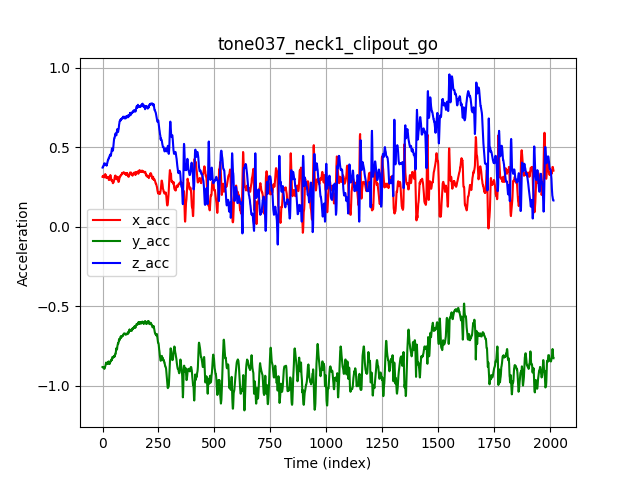 tone037_neck1_clipout_go
1.0
0.5
0.0
−0.5
−1.0
Acceleration
x_acc
y_acc
z_acc
0 250 500 750 1000 1250 1500 1750 2000
Time (index)